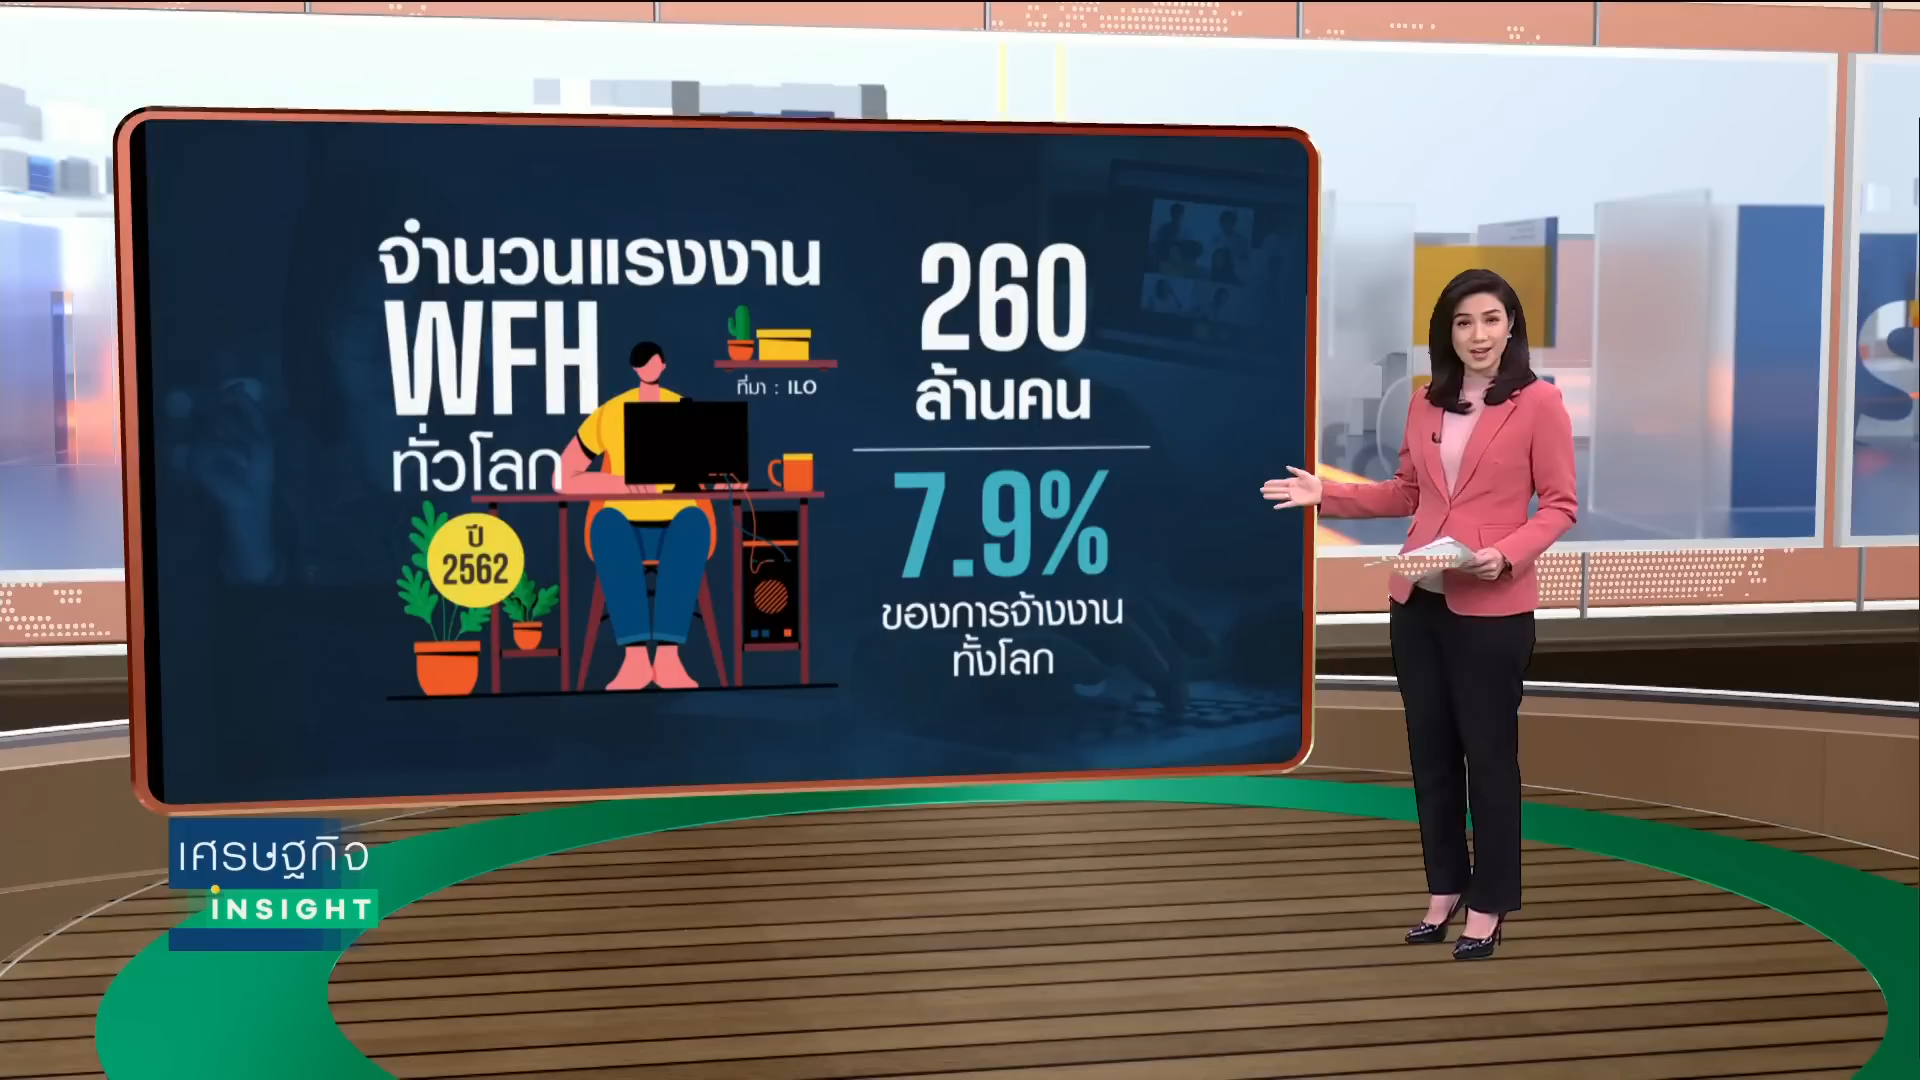 จำนวนแรงงาน
WFH
ทั่วโลก
ที่มา : ILO
ปี
2562
260
ล้านคน
7.9%
ของการจ้างงาน
ทั้งโลก
เศรษฐกิจ
INSIGHT